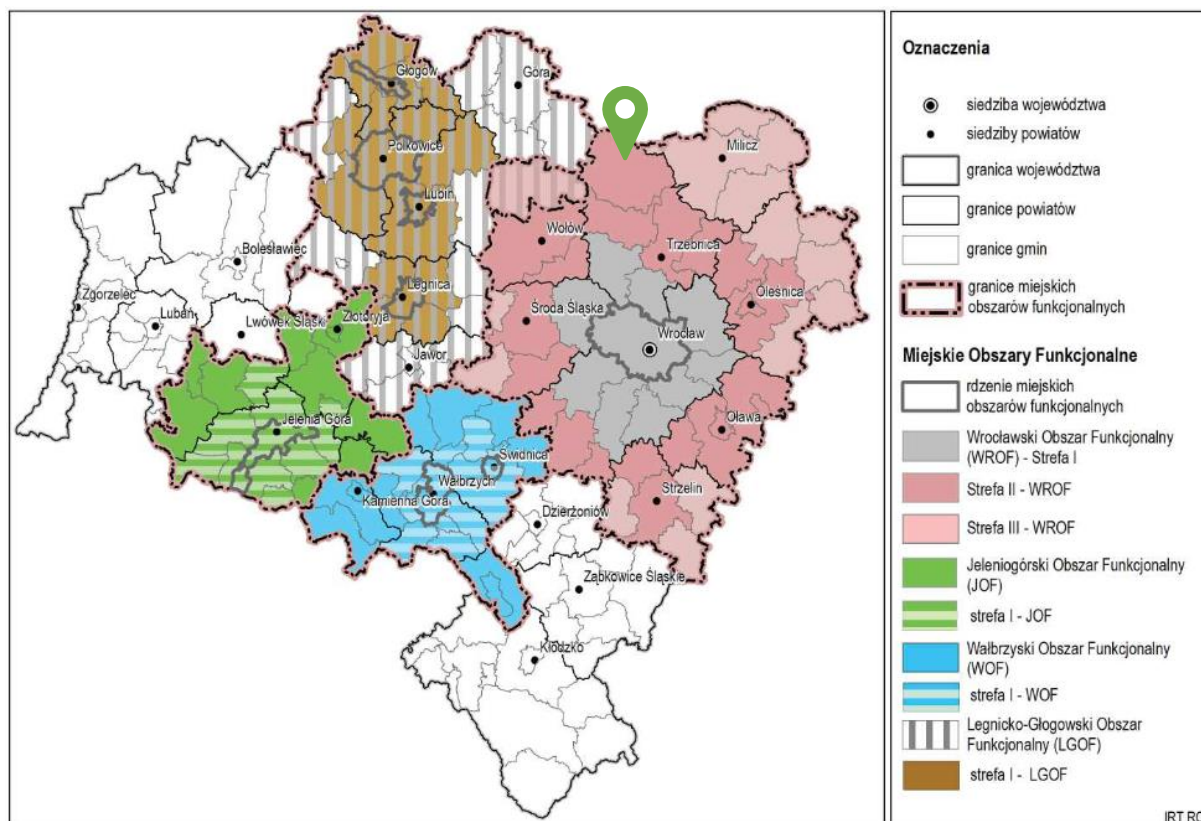 Głogów
Góra
Polkowice
Milicz
Lubin
Wołów
Trzebnica
Bolesławiec
Oleśnica
Legnica
Zgorzelec
Środa Śląska
Złotoryja
Lubań
Lwówek Śląski
Wrocław
Jawor
Jelenia Góra
Oława
Świdnica
Wałbrzych
Kamienna Góra
Strzelin
Dzierżoniów
Ząbkowice Śląskie
Kłodzko
Oznaczenia
siedziba województwa
siedziby powiatów
granica województwa
granice powiatów
granice gmin
granice miejskich
obszarów funkcjonalnych
Miejskie Obszary Funkcjonalne
rdzenie miejskich
obszarów funkcjonalnych
Wrocławski Obszar Funkcjonalny
(WROF) - Strefa I
Strefa II - WROF
Strefa III - WROF
Jeleniogórski Obszar Funkcjonalny
(JOF)
strefa I - JOF
Wałbrzyski Obszar Funkcjonalny
(WOF)
strefa I - WOF
Legnicko-Głogowski Obszar
Funkcjonalny (LGOF)
strefa I - LGOF